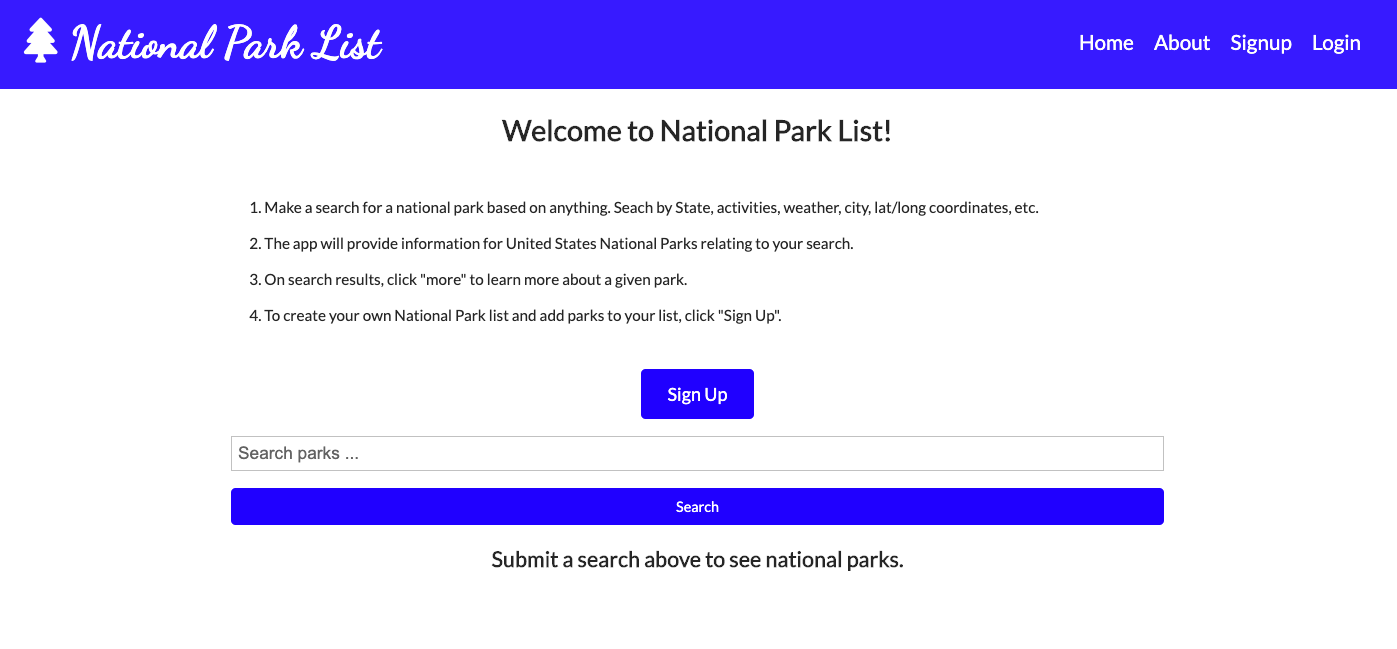 National Park List
Home About Signup Login
Welcome to National Park List!
1. Make a search for a national park based on anything. Seach by State, activities, weather, city, lat/long coordinates, etc.
2. The app will provide information for United States National Parks relating to your search.
3. On search results, click "more" to learn more about a given park.
4. To create your own National Park list and add parks to your list, click "Sign Up".
Sign Up
Search parks ...
Search
Submit a search above to see national parks.